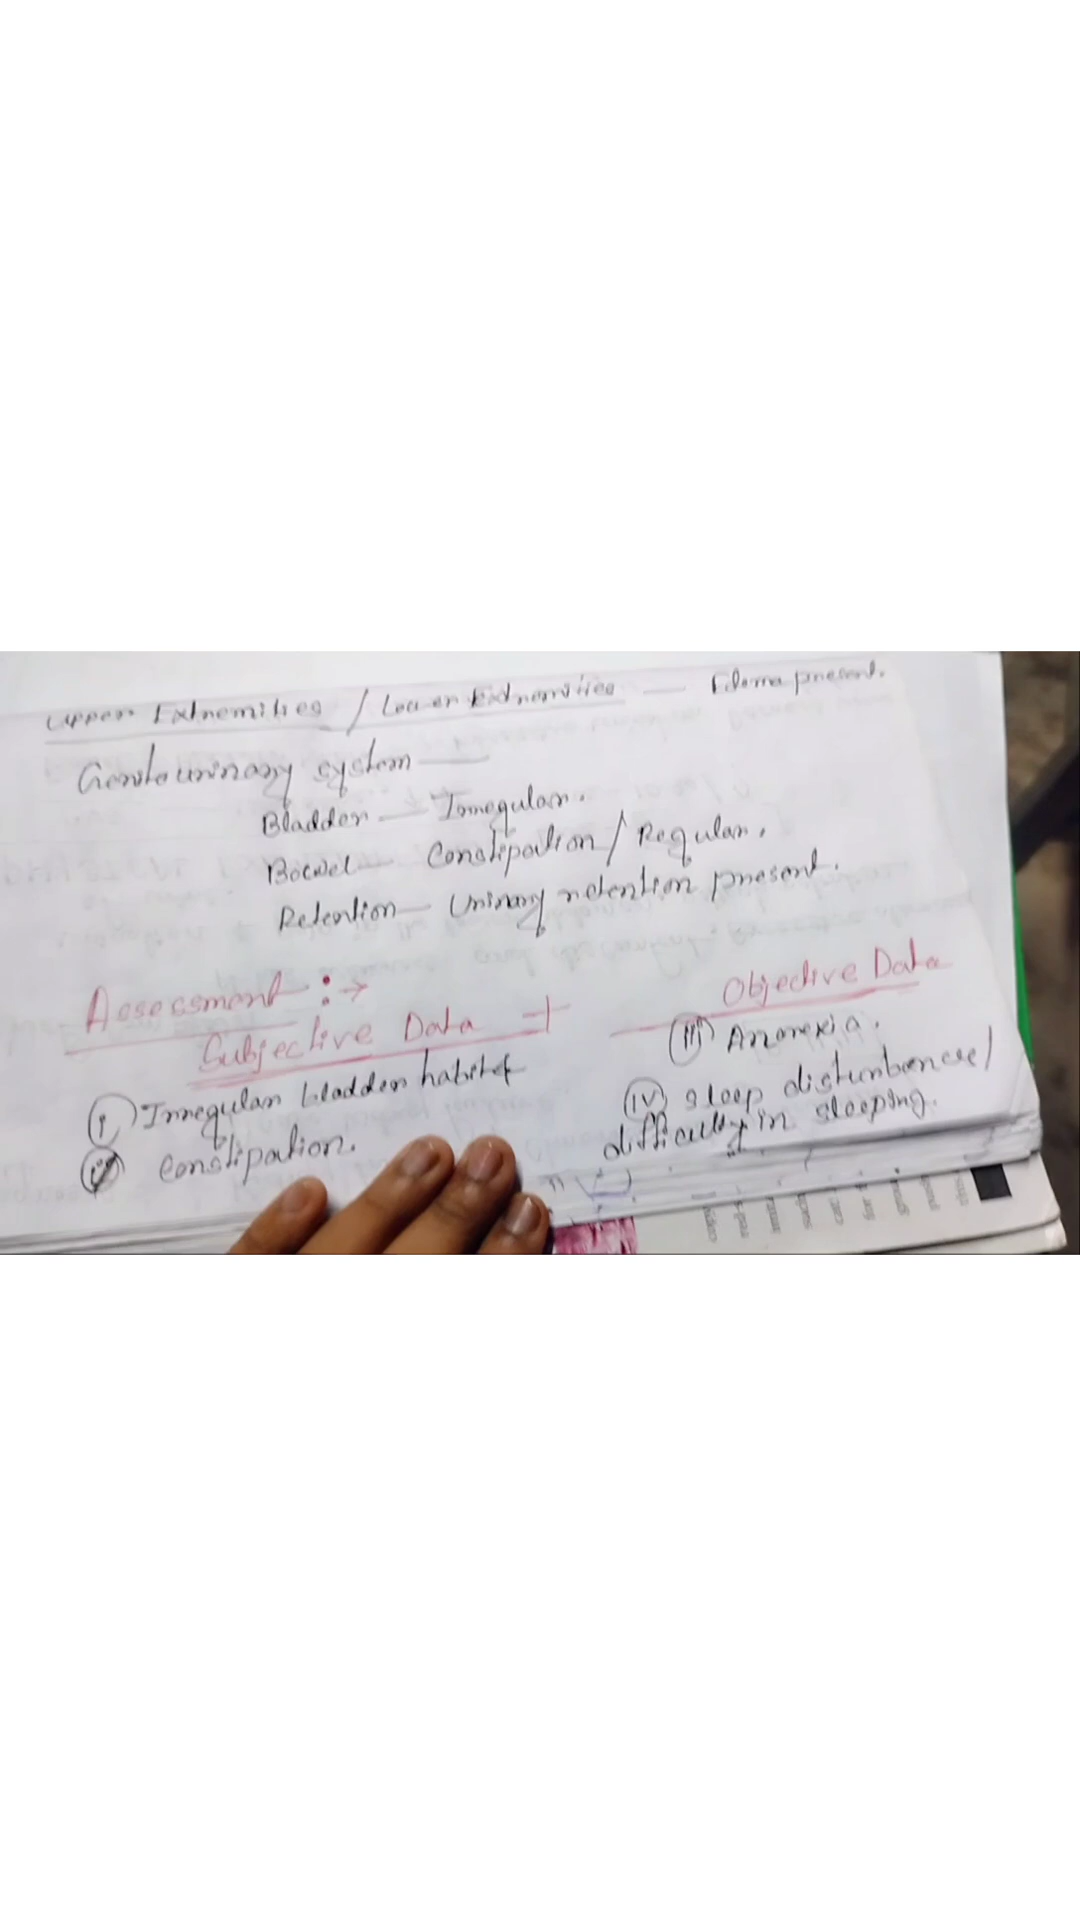 Upper Extremities / Lower Extremities — Edema present.
Genitourinary system —
Bladder — Irregular.
Bowel — Constipation / Regular.
Retention — Urinary retention present.
Assessment :→
Subjective Data
Objective Data
(i) Irregular bladder habit
(ii) constipation.
(iii) Anorexia.
(iv) sleep disturbance/
difficulty in sleeping.